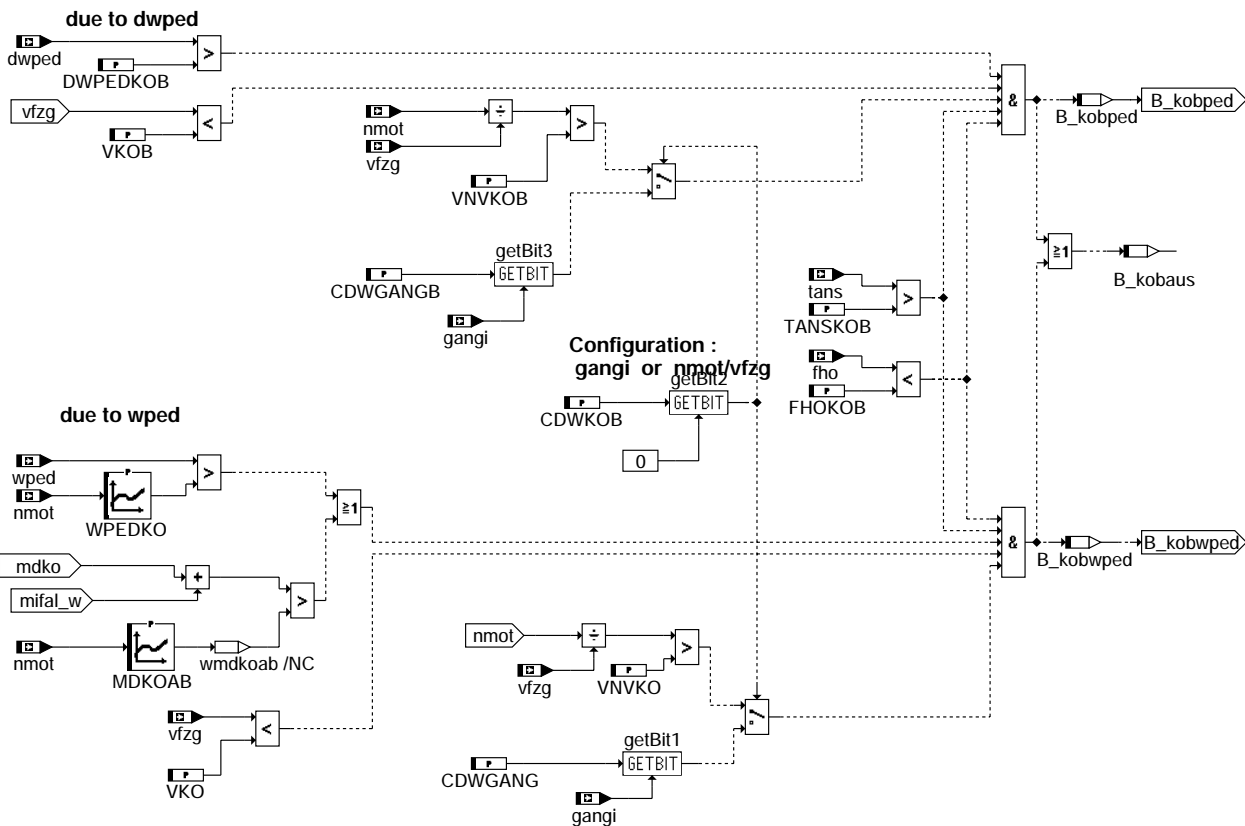 due to dwped
dwped
P
DWPEDKOB
>
vfzg
P
VKOB
<
nmot
vfzg
÷
>
P
VNVKOB
&
B_kobped
B_kobped
getBit3
P
GETBIT
CDWGANGB
gangi
≧1
B_kobaus
tans
P
TANSKOB
>
fho
P
FHOKOB
<
Configuration :
gangi or nmot/vfzg
getBit2
P
GETBIT
CDWKOB
0
due to wped
wped
nmot
P
WPEDKO
>
≧1
mdko
mifal_w
+
>
nmot
P
MDKOAB
wmdkoab /NC
vfzg
P
VKO
<
nmot
vfzg
÷
>
P
VNVKO
&
B_kobwped
B_kobwped
getBit1
P
GETBIT
CDWGANG
gangi